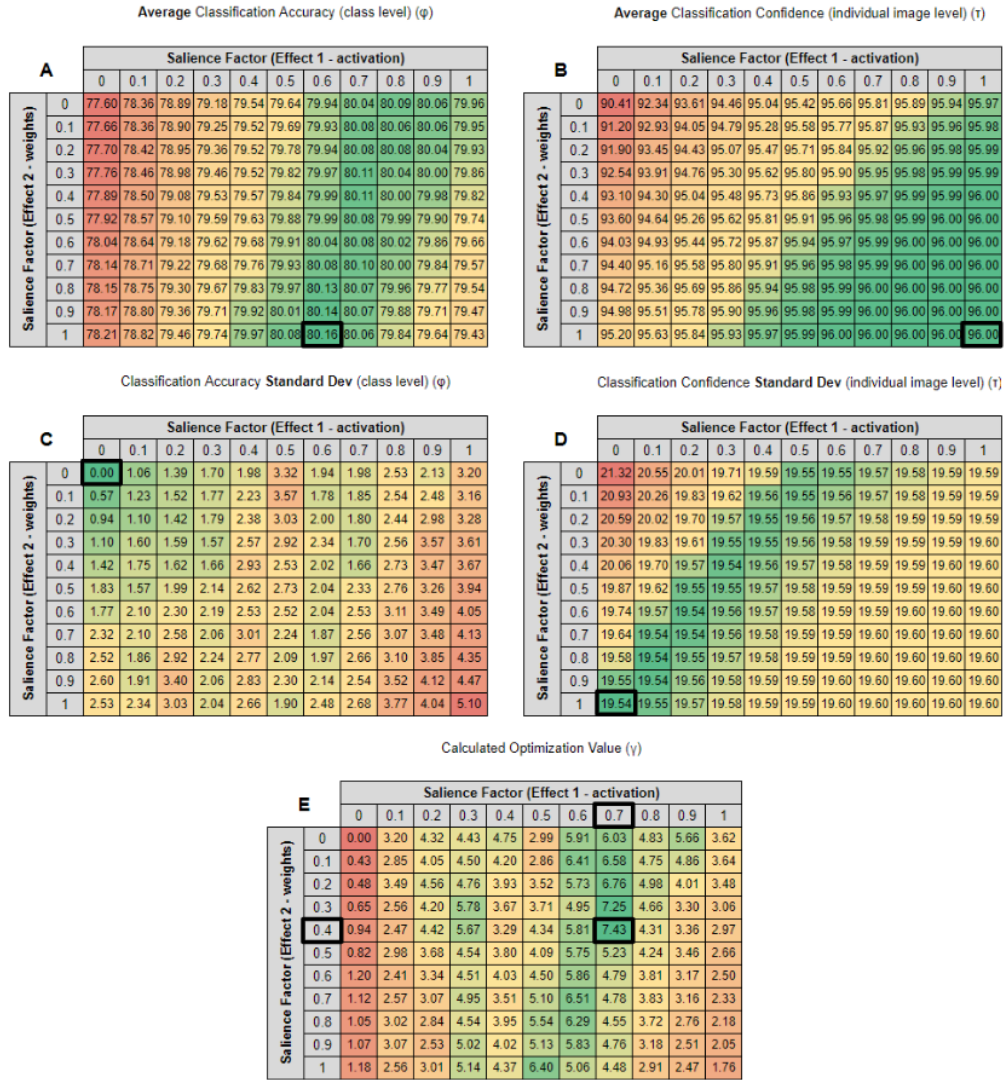 Average Classification Accuracy (class level) (φ)
A
Salience Factor (Effect 1 - activation)
0 0.1 0.2 0.3 0.4 0.5 0.6 0.7 0.8 0.9 1
Salience Factor (Effect 2 - weights)
0 77.60 78.36 78.89 79.18 79.54 79.64 79.94 80.04 80.09 80.06 79.96
0.1 77.66 78.36 78.90 79.25 79.52 79.69 79.93 80.08 80.06 80.06 79.95
0.2 77.70 78.42 78.95 79.36 79.52 79.78 79.94 80.08 80.08 80.04 79.93
0.3 77.76 78.46 78.98 79.46 79.52 79.82 79.97 80.11 80.04 80.00 79.86
0.4 77.89 78.50 79.08 79.53 79.57 79.84 79.99 80.11 80.01 79.98 79.82
0.5 77.92 78.57 79.10 79.59 79.63 79.88 79.99 80.08 79.99 79.90 79.74
0.6 78.04 78.64 79.18 79.62 79.68 79.91 80.04 80.08 80.02 79.86 79.66
0.7 78.14 78.71 79.22 79.68 79.76 79.93 80.08 80.10 80.00 79.84 79.57
0.8 78.15 78.75 79.30 79.67 79.83 79.97 80.13 80.07 79.96 79.77 79.54
0.9 78.17 78.80 79.36 79.71 79.92 80.01 80.14 80.07 79.88 79.71 79.47
1 78.21 78.82 79.46 79.74 79.97 80.08 80.16 80.06 79.84 79.64 79.43
Average Classification Confidence (individual image level) (τ)
B
Salience Factor (Effect 1 - activation)
0 0.1 0.2 0.3 0.4 0.5 0.6 0.7 0.8 0.9 1
Salience Factor (Effect 2 - weights)
0 90.41 92.34 93.61 94.46 95.04 95.42 95.66 95.81 95.89 95.94 95.97
0.1 91.20 92.93 94.05 94.79 95.28 95.58 95.77 95.87 95.93 95.96 95.98
0.2 91.90 93.45 94.43 95.07 95.47 95.71 95.84 95.92 95.96 95.98 95.99
0.3 92.54 93.91 94.76 95.30 95.62 95.80 95.90 95.95 95.98 95.99 95.99
0.4 93.10 94.30 95.04 95.48 95.73 95.86 95.93 95.97 95.99 95.99 96.00
0.5 93.60 94.64 95.26 95.62 95.81 95.91 95.96 95.98 95.99 96.00 96.00
0.6 94.03 94.93 95.44 95.72 95.87 95.94 95.97 95.99 96.00 96.00 96.00
0.7 94.40 95.16 95.58 95.80 95.91 95.96 95.98 95.99 96.00 96.00 96.00
0.8 94.72 95.36 95.69 95.86 95.94 95.98 95.99 96.00 96.00 96.00 96.00
0.9 94.98 95.51 95.78 95.90 95.96 95.98 95.99 96.00 96.00 96.00 96.00
1 95.20 95.63 95.84 95.93 95.97 95.99 96.00 96.00 96.00 96.00 96.00
Classification Accuracy Standard Dev (class level) (φ)
C
Salience Factor (Effect 1 - activation)
0 0.1 0.2 0.3 0.4 0.5 0.6 0.7 0.8 0.9 1
Salience Factor (Effect 2 - weights)
0 0.00 1.06 1.39 1.70 1.98 3.32 1.94 1.98 2.53 2.13 3.20
0.1 0.57 1.23 1.52 1.77 2.23 3.57 1.78 1.85 2.54 2.48 3.16
0.2 0.94 1.10 1.42 1.79 2.38 3.03 2.00 1.80 2.44 2.98 3.28
0.3 1.10 1.60 1.59 1.57 2.57 2.92 2.34 1.70 2.56 3.57 3.61
0.4 1.42 1.75 1.62 1.66 2.93 2.53 2.02 1.66 2.73 3.47 3.67
0.5 1.83 1.57 1.99 2.14 2.62 2.73 2.04 2.33 2.76 3.26 3.94
0.6 1.77 2.10 2.30 2.19 2.53 2.52 2.04 2.53 3.11 3.49 4.05
0.7 2.32 2.10 2.58 2.06 3.01 2.24 1.87 2.56 3.07 3.48 4.13
0.8 2.52 1.86 2.92 2.24 2.77 2.09 1.97 2.66 3.10 3.85 4.35
0.9 2.60 1.91 3.40 2.06 2.83 2.30 2.14 2.54 3.52 4.12 4.47
1 2.53 2.34 3.03 2.04 2.66 1.90 2.48 2.68 3.77 4.04 5.10
Classification Confidence Standard Dev (individual image level) (τ)
D
Salience Factor (Effect 1 - activation)
0 0.1 0.2 0.3 0.4 0.5 0.6 0.7 0.8 0.9 1
Salience Factor (Effect 2 - weights)
0 21.32 20.55 20.01 19.71 19.59 19.55 19.55 19.57 19.58 19.59 19.59
0.1 20.93 20.26 19.83 19.62 19.56 19.55 19.56 19.57 19.59 19.59 19.59
0.2 20.59 20.02 19.70 19.57 19.55 19.56 19.57 19.58 19.59 19.59 19.59
0.3 20.30 19.83 19.61 19.55 19.55 19.56 19.58 19.59 19.59 19.59 19.60
0.4 20.06 19.70 19.57 19.54 19.56 19.57 19.58 19.59 19.59 19.60 19.60
0.5 19.87 19.62 19.55 19.55 19.57 19.58 19.59 19.59 19.60 19.60 19.60
0.6 19.74 19.57 19.54 19.56 19.57 19.58 19.59 19.59 19.60 19.60 19.60
0.7 19.64 19.54 19.54 19.56 19.58 19.59 19.59 19.60 19.60 19.60 19.60
0.8 19.58 19.54 19.55 19.57 19.58 19.59 19.59 19.60 19.60 19.60 19.60
0.9 19.55 19.54 19.56 19.58 19.59 19.59 19.60 19.60 19.60 19.60 19.60
1 19.54 19.55 19.57 19.58 19.59 19.59 19.60 19.60 19.60 19.60 19.60
Calculated Optimization Value (γ)
E
Salience Factor (Effect 1 - activation)
0 0.1 0.2 0.3 0.4 0.5 0.6 0.7 0.8 0.9 1
Salience Factor (Effect 2 - weights)
0 0.00 3.20 4.32 4.43 4.75 2.99 5.91 6.03 4.83 5.66 3.62
0.1 0.43 2.85 4.05 4.50 4.20 2.86 6.41 6.58 4.75 4.86 3.64
0.2 0.48 3.49 4.56 4.76 3.93 3.52 5.73 6.76 4.98 4.01 3.48
0.3 0.65 2.56 4.20 5.78 3.67 3.71 4.95 7.25 4.66 3.30 3.06
0.4 0.94 2.47 4.42 5.67 3.29 4.34 5.81 7.43 4.31 3.36 2.97
0.5 0.82 2.98 3.68 4.54 3.80 4.09 5.75 5.23 4.24 3.46 2.66
0.6 1.20 2.41 3.34 4.51 4.03 4.50 5.86 4.79 3.81 3.17 2.50
0.7 1.12 2.57 3.07 4.95 3.51 5.10 6.51 4.78 3.83 3.16 2.33
0.8 1.05 3.02 2.84 4.54 3.95 5.54 6.29 4.55 3.72 2.76 2.18
0.9 1.07 3.07 2.53 5.02 4.02 5.13 5.83 4.76 3.18 2.51 2.05
1 1.18 2.56 3.01 5.14 4.37 6.40 5.06 4.48 2.91 2.47 1.76